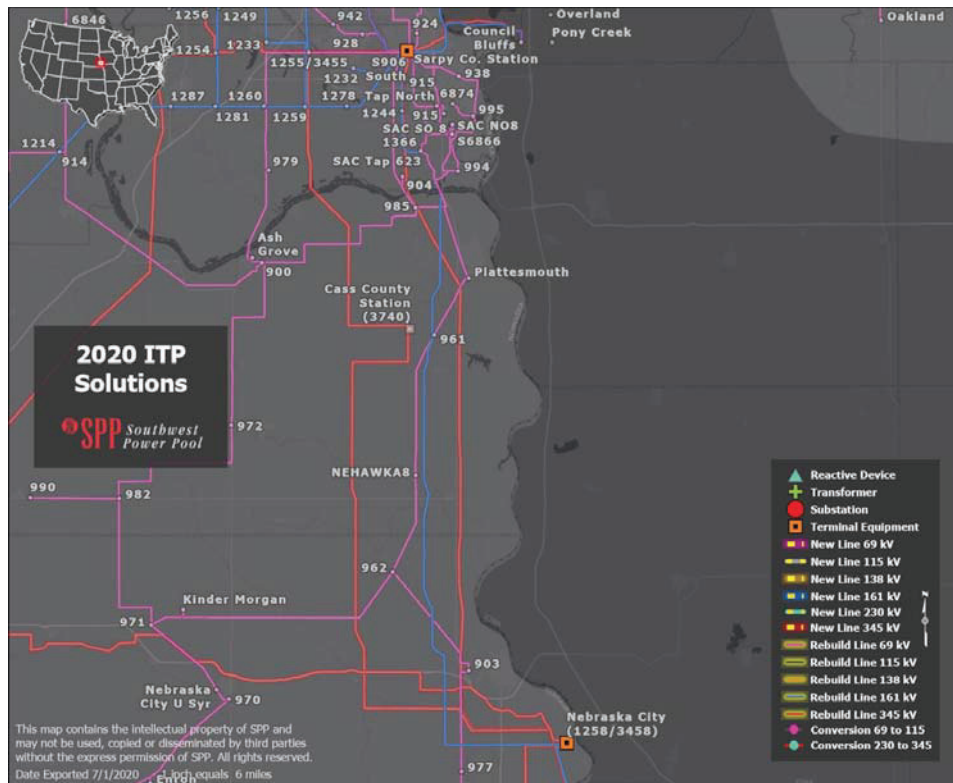 6846
1256
1249
942
924
Council
Bluffs
Overland
Pony Creek
Oakland
1254
1233
928
1255/3455
S906
Sarpy Co. Station
1232
South
915
938
1287
1260
1278
Tap North
6874
1281
1259
1244
915
995
SAC SO 8
SAC NO8
1214
914
979
1366
S6866
SAC Tap 623
994
904
985
Ash
Grove
900
Plattesmouth
Cass County
Station
(3740)
961
2020 ITP
Solutions
SPP Southwest
Power Pool
972
NEHAWKA8
990
982
962
Kinder Morgan
971
903
Nebraska
City U Syr
970
Nebraska City
(1258/3458)
977
Reactive Device
Transformer
Substation
Terminal Equipment
New Line 69 kV
New Line 115 kV
New Line 138 kV
New Line 161 kV
New Line 230 kV
New Line 345 kV
Rebuild Line 69 kV
Rebuild Line 115 kV
Rebuild Line 138 kV
Rebuild Line 161 kV
Rebuild Line 345 kV
Conversion 69 to 115
Conversion 230 to 345
N
This map contains the intellectual property of SPP and
may not be used, copied or disseminated by third parties
without the express permission of SPP. All rights reserved.
Date Exported 7/1/2020 1 inch equals 6 miles